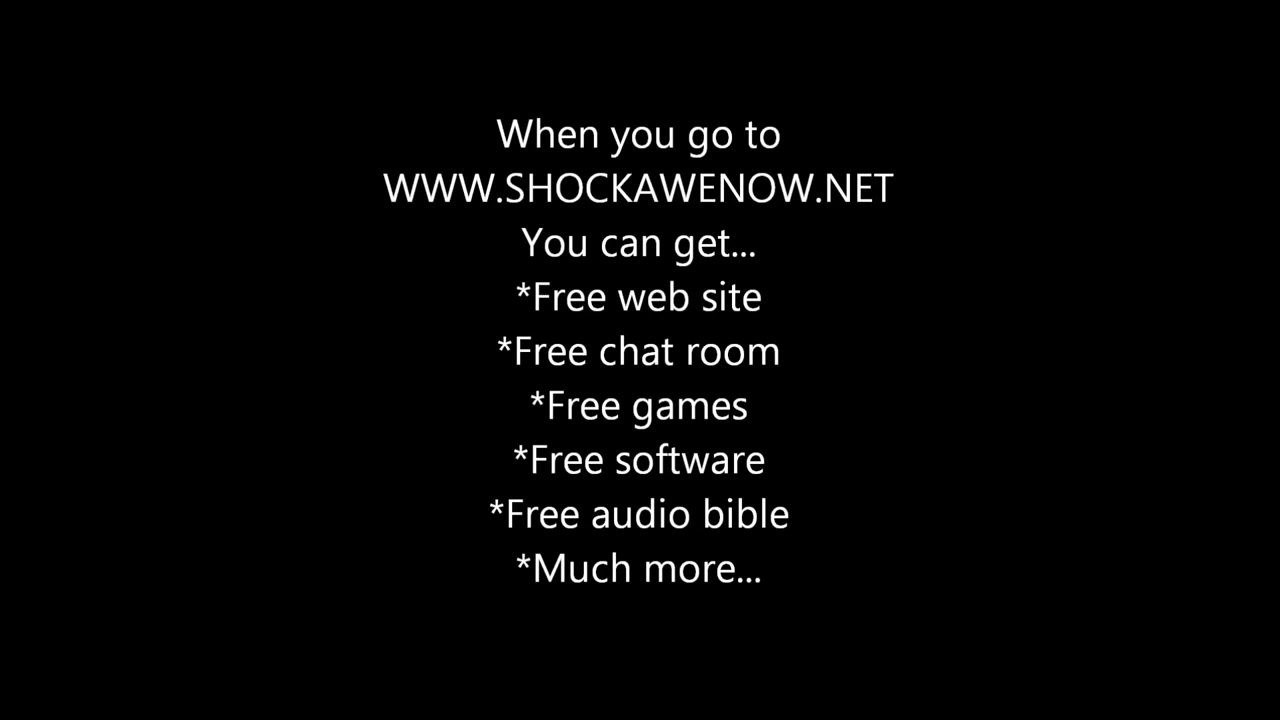 When you go to
WWW.SHOCKAWENOW.NET
You can get...
*Free web site
*Free chat room
*Free games
*Free software
*Free audio bible
*Much more...